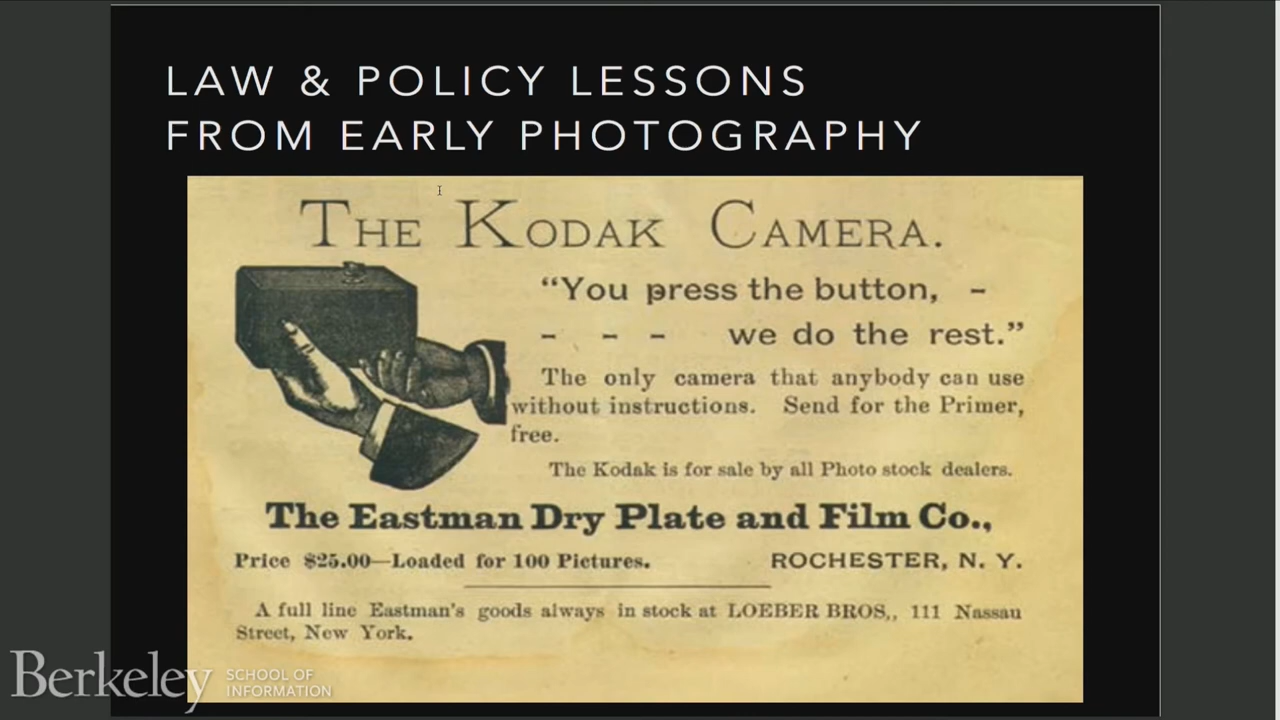 LAW & POLICY LESSONS
FROM EARLY PHOTOGRAPHY
THE KODAK CAMERA.
“You press the button, -
- - - we do the rest.”
The only camera that anybody can use
without instructions. Send for the Primer,
free.
The Kodak is for sale by all Photo stock dealers.
The Eastman Dry Plate and Film Co.,
Price $25.00—Loaded for 100 Pictures. ROCHESTER, N. Y.
A full line Eastman's goods always in stock at LOEBER BROS,, 111 Nassau
Street, New York.
Berkeley SCHOOL OF
INFORMATION